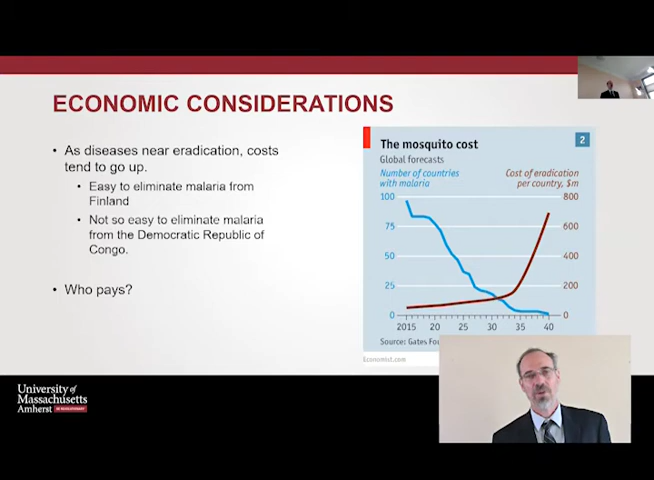 ECONOMIC CONSIDERATIONS
• As diseases near eradication, costs
tend to go up.
• Easy to eliminate malaria from
Finland
• Not so easy to eliminate malaria
from the Democratic Republic of
Congo.
• Who pays?
The mosquito cost
2
Global forecasts
Number of countries
with malaria
Cost of eradication
per country, $m
100
75
50
25
0
800
600
400
200
0
2015 20 25 30 35 40
Source: Gates
Economist.com
University of
Massachusetts
Amherst BE REVOLUTIONARY